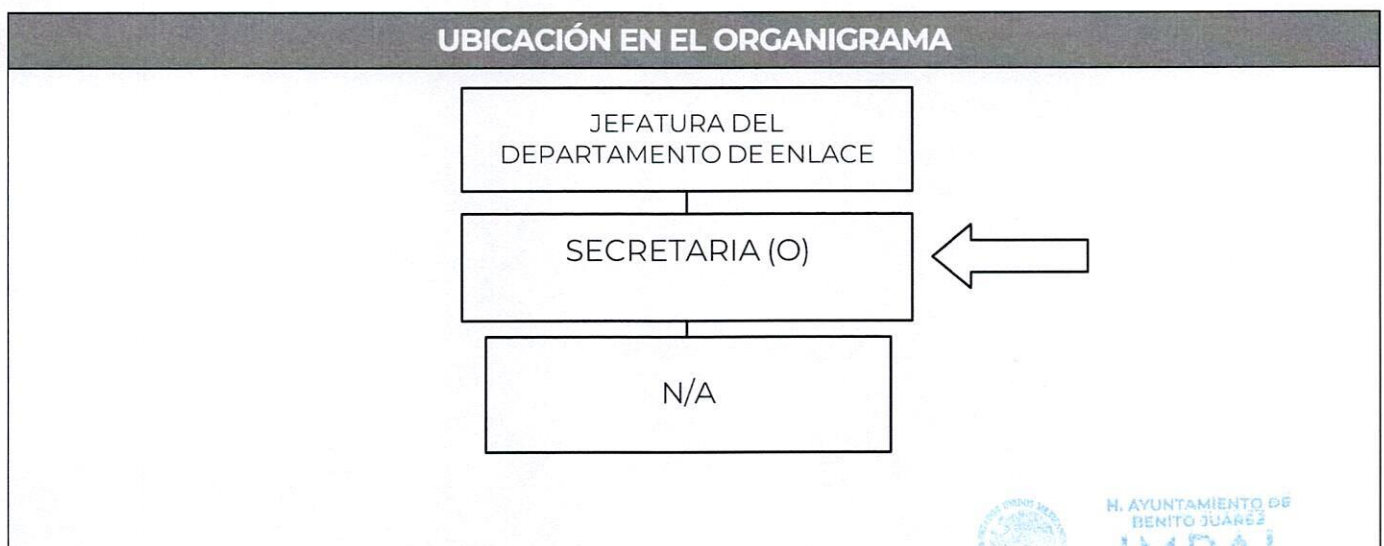 UBICACIÓN EN EL ORGANIGRAMA
JEFATURA DEL
DEPARTAMENTO DE ENLACE
SECRETARIA (O)
N/A
H. AYUNTAMIENTO DE
BENITO JUÁREZ